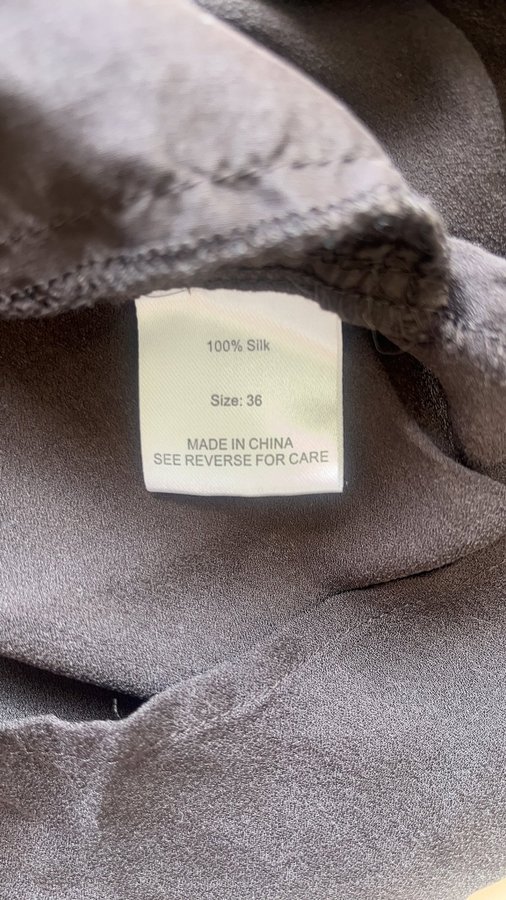 100% Silk
Size: 36
MADE IN CHINA
SEE REVERSE FOR CARE